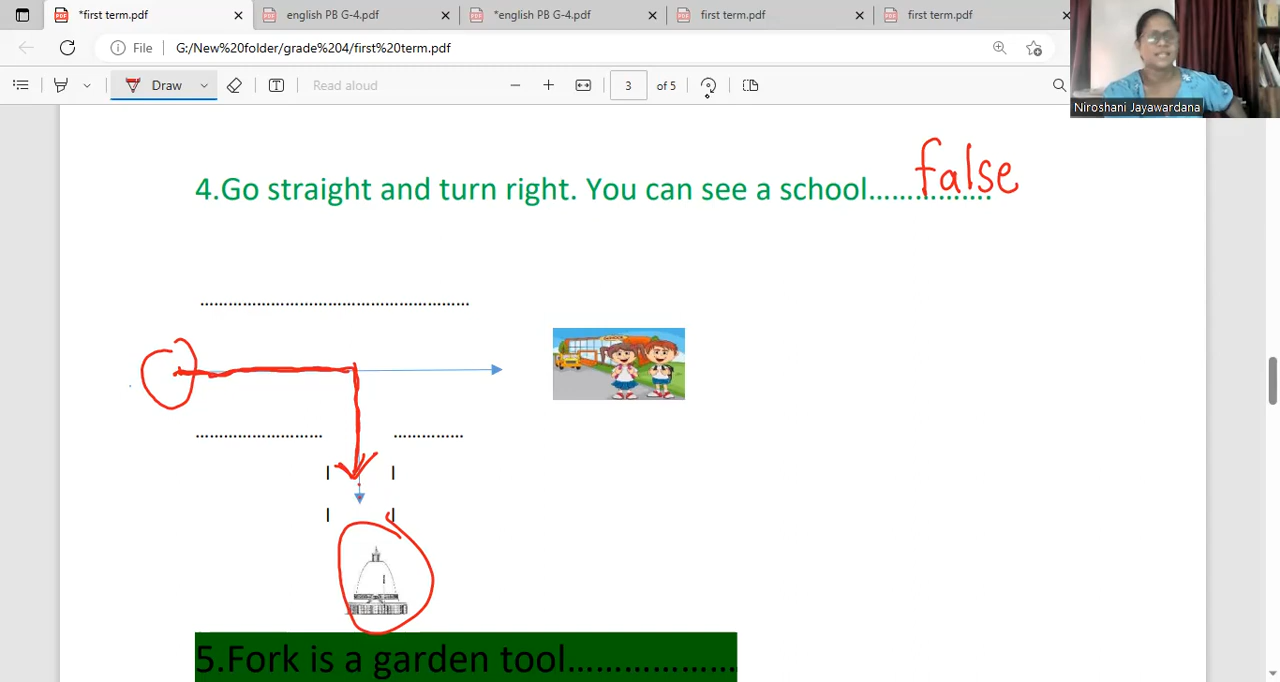 *first term.pdf
english PB G-4.pdf
*english PB G-4.pdf
first term.pdf
first term.pdf
File
G:/New%20folder/grade%204/first%20term.pdf
Draw
Read aloud
3
of 5
Niroshani Jayawardana
4.Go straight and turn right. You can see a school................false
5.Fork is a garden tool..................